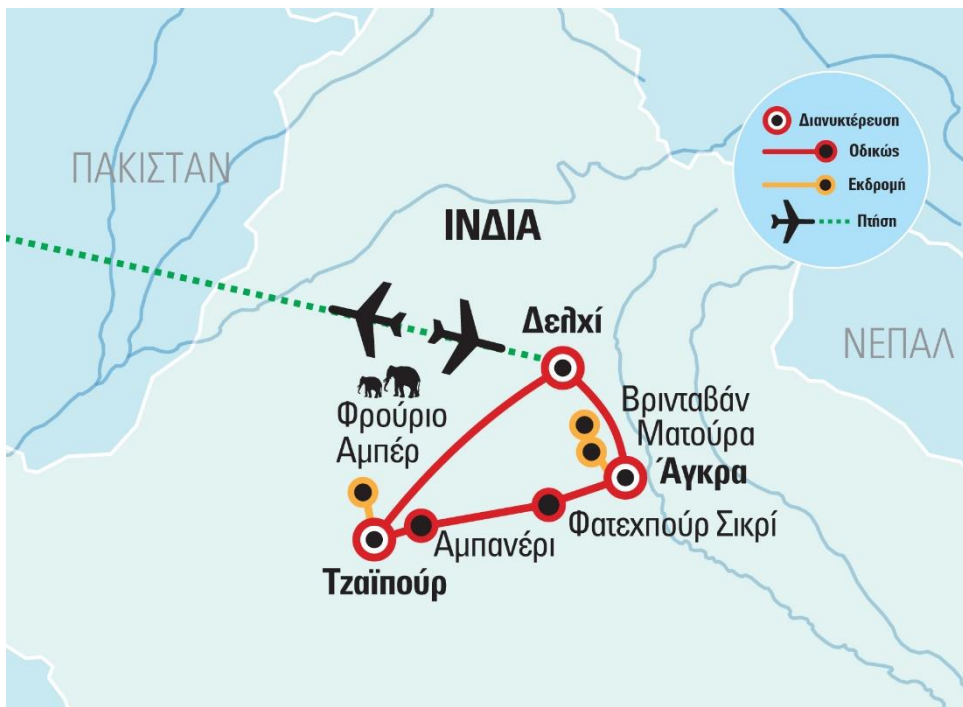 Διανυκτέρευση
Οδικώς
Εκδρομή
Πτήση
ΠΑΚΙΣΤΑΝ
ΙΝΔΙΑ
ΝΕΠΑΛ
Δελχί
Φρούριο
Αμπέρ
Βρινταβάν
Ματούρα
Άγκρα
Φατεχπούρ Σικρί
Αμπανέρι
Τζαϊπούρ